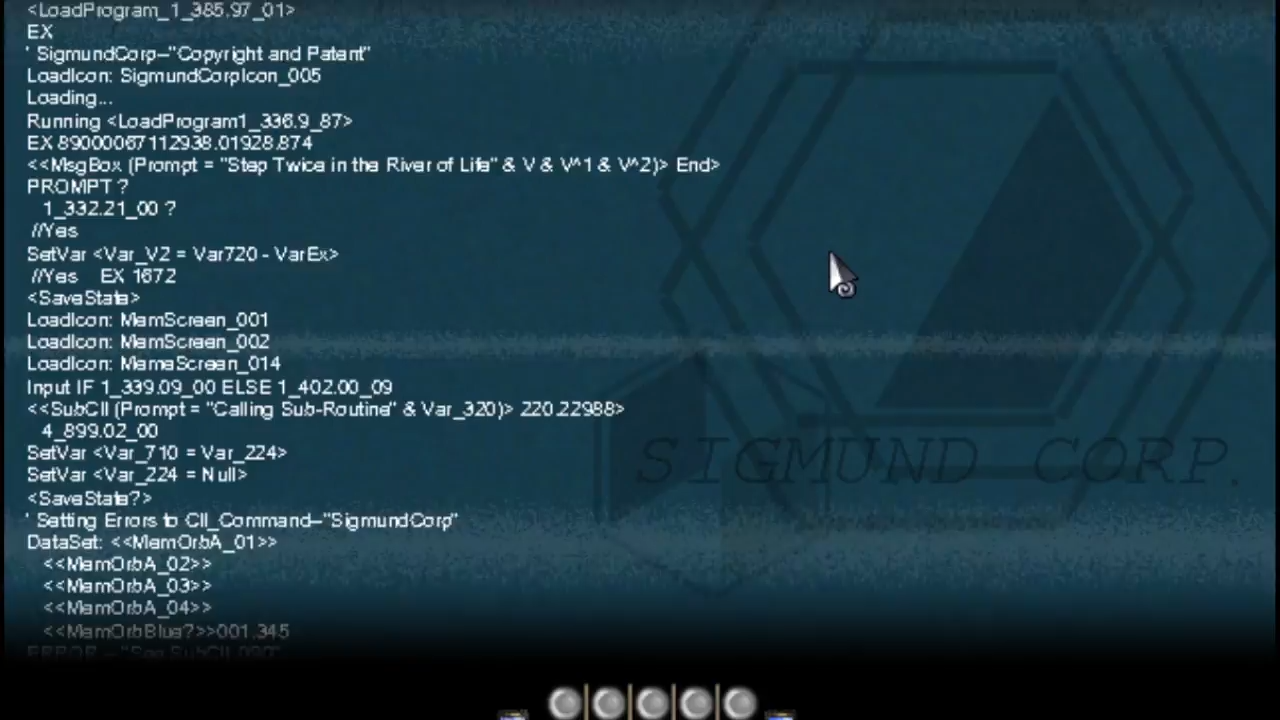 <LoadProgram_1_385.97_01>
EX
' SigmundCorp--"Copyright and Patent"
LoadIcon: SigmundCorpIcon_005
Loading...
Running <LoadProgram1_336.9_87>
EX 89000067112938.01928.874
<<MsgBox (Prompt = "Step Twice in the River of Life" & V & V^1 & V^2)> End>
PROMPT ?
1_332.21_00 ?
//Yes
SetVar <Var_V2 = Var720 - VarEx>
//Yes EX 1672
<SaveState>
LoadIcon: MemScreen_001
LoadIcon: MemScreen_002
LoadIcon: MemeScreen_014
Input IF 1_339.09_00 ELSE 1_402.00_09
<<SubCll (Prompt = "Calling Sub-Routine" & Var_320)> 220.22988>
4_899.02_00
SetVar <Var_710 = Var_224>
SetVar <Var_224 = Null>
<SaveState?>
' Setting Errors to Cll_Command--"SigmundCorp"
DataSet: <<MemOrbA_01>>
<<MemOrbA_02>>
<<MemOrbA_03>>
<<MemOrbA_04>>
<<MemOrbBlue?>>001.345
SIGMUND CORP.